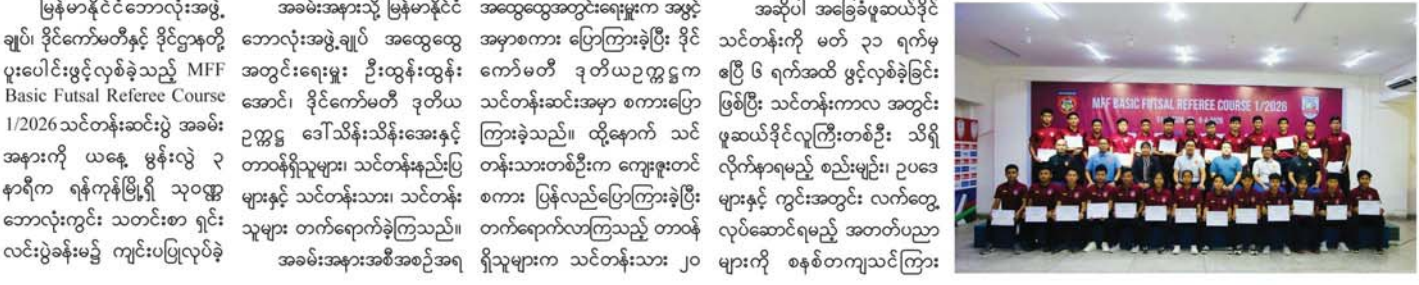 မြန်မာနိုင်ငံဘောလုံးအဖွဲ့
ချုပ်၊ ဒိုင်ကော်မတီနှင့် ဒိုင်ဌာနတို့
ပူးပေါင်းဖွင့်လှစ်ခဲ့သည့် MFF
Basic Futsal Referee Course
1/2026သင်တန်းဆင်းပွဲ အခမ်း
အနားကို ယနေ့ မွန်းလွဲ ၃
နာရီက ရန်ကုန်မြို့ရှိ သုဝဏ္ဏ
ဘောလုံးကွင်း သတင်းစာ ရှင်း
လင်းပွဲခန်းမ၌ ကျင်းပပြုလုပ်ခဲ့
အခမ်းအနားသို့ မြန်မာနိုင်ငံ
ဘောလုံးအဖွဲ့ချုပ် အထွေထွေ
အတွင်းရေးမှူး ဦးထွန်းထွန်း
အောင်၊ ဒိုင်ကော်မတီ ဒုတိယ
ဥက္ကဋ္ဌ ဒေါ်သိန်းသိန်းအေးနှင့်
တာဝန်ရှိသူများ၊ သင်တန်းနည်းပြ
များနှင့် သင်တန်းသား၊ သင်တန်း
သူများ တက်ရောက်ခဲ့ကြသည်။
အခမ်းအနားအစီအစဉ်အရ
အထွေထွေအတွင်းရေးမှူးက အဖွင့်
အမှာစကား ပြောကြားခဲ့ပြီး ဒိုင်
ကော်မတီ ဒုတိယဥက္ကဋ္ဌက
သင်တန်းဆင်းအမှာ စကားပြော
ကြားခဲ့သည်။ ထို့နောက် သင်
တန်းသားတစ်ဦးက ကျေးဇူးတင်
စကား ပြန်လည်ပြောကြားခဲ့ပြီး
တက်ရောက်လာကြသည့် တာဝန်
ရှိသူများက သင်တန်းသား ၂၀
အဆိုပါ အခြေခံဖူဆယ်ဒိုင်
သင်တန်းကို မတ် ၃၁ ရက်မှ
ဧပြီ ၆ ရက်အထိ ဖွင့်လှစ်ခဲ့ခြင်း
ဖြစ်ပြီး သင်တန်းကာလ အတွင်း
ဖူဆယ်ဒိုင်လူကြီးတစ်ဦး သိရှိ
လိုက်နာရမည့် စည်းမျဉ်း၊ ဥပဒေ
များနှင့် ကွင်းအတွင်း လက်တွေ့
လုပ်ဆောင်ရမည့် အတတ်ပညာ
များကို စနစ်တကျသင်ကြား
MFF BASIC FUTSAL REFEREE COURSE 1/2026